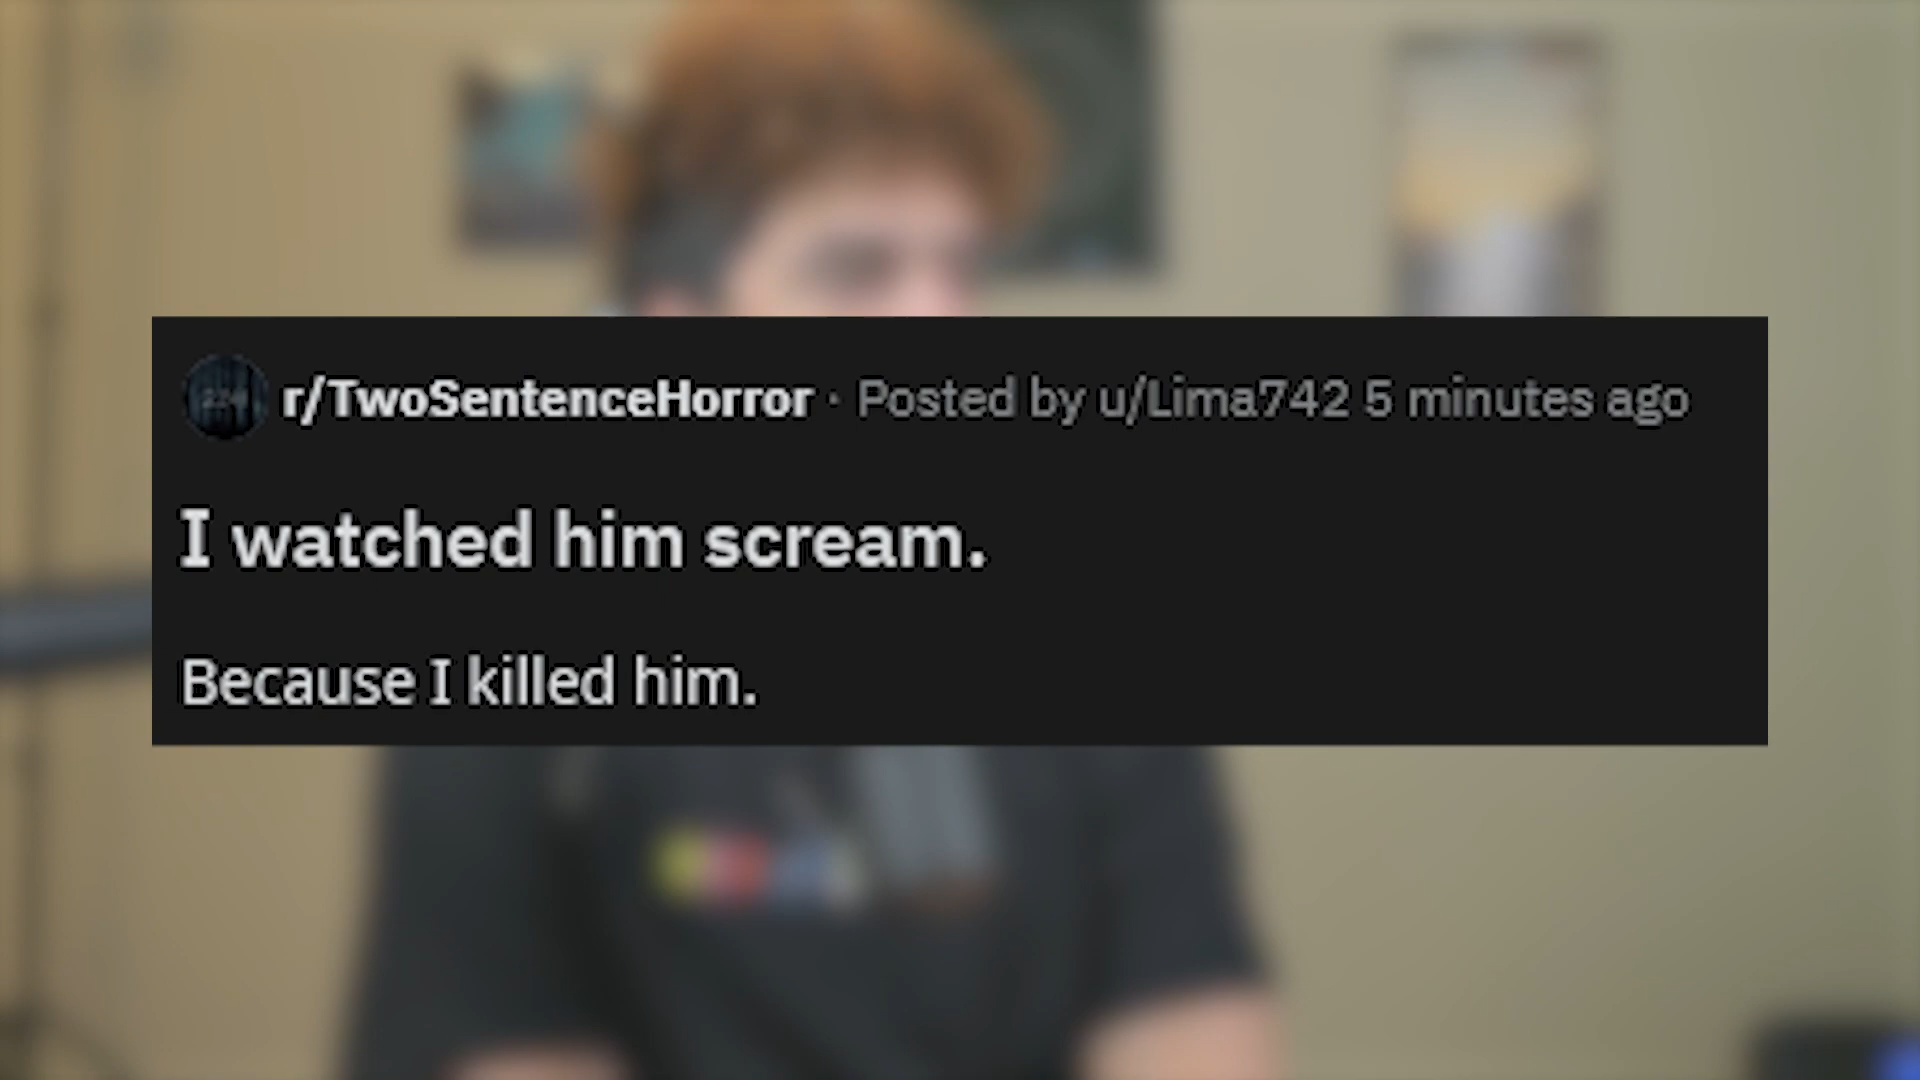 r/TwoSentenceHorror · Posted by u/Lima742 5 minutes ago
I watched him scream.
Because I killed him.